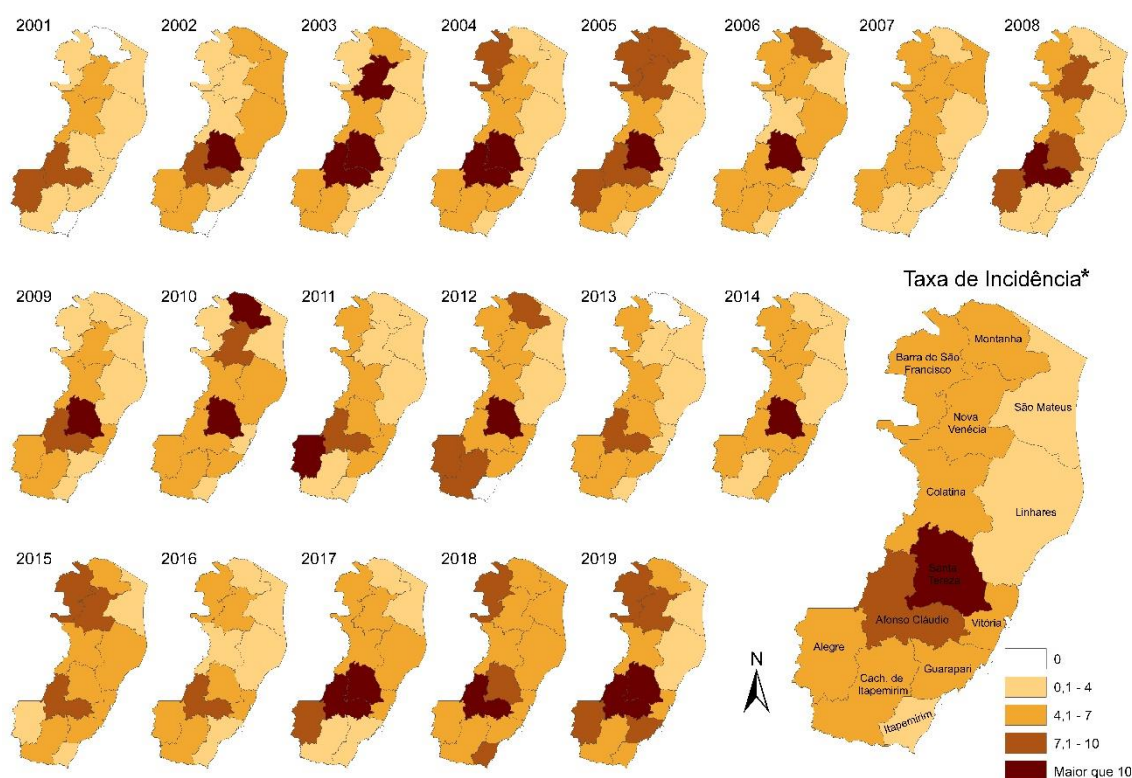 2001
2002
2003
2004
2005
2006
2007
2008
Taxa de Incidência*
2009
2010
2011
2012
2013
2014
Montanha
Barra de São
Francisco
São Mateus
Nova
Venécia
Colatina
Linhares
2015
2016
2017
2018
2019
Santa
Teresa
Afonso Cláudio
Vitória
Alegre
Guarapari
Cach. de
Itapemirim
Itapemirim
N
0
0,1 - 4
4,1 - 7
7,1 - 10
Maior que 10